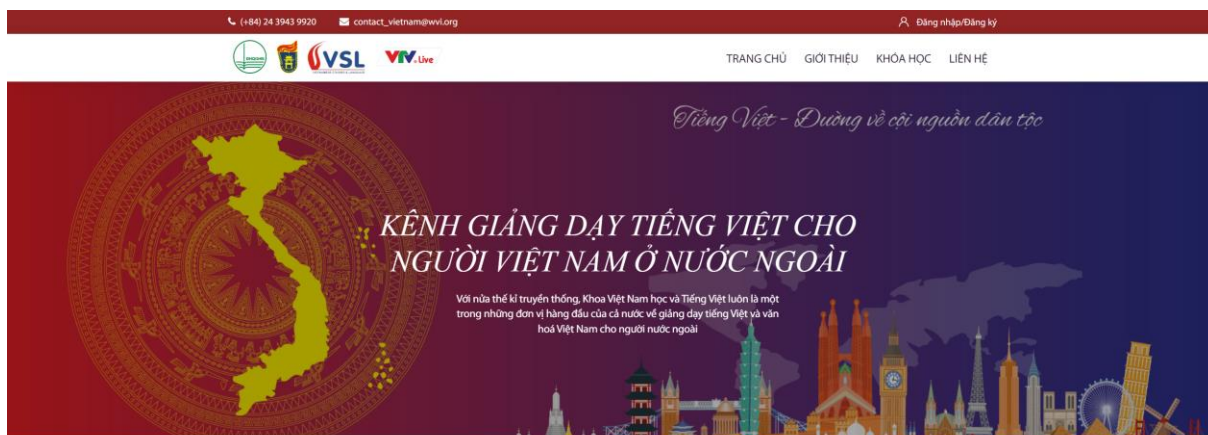 (+84) 24 3943 9920
contact_vietnam@wvi.org
Đăng nhập/Đăng ký
VSL
VTV.Live
TRANG CHỦ
GIỚI THIỆU
KHÓA HỌC
LIÊN HỆ
Tiếng Việt - Đường về cội nguồn dân tộc
KÊNH GIẢNG DẠY TIẾNG VIỆT CHO
NGƯỜI VIỆT NAM Ở NƯỚC NGOÀI
Với nửa thế kỉ truyền thống, Khoa Việt Nam học và Tiếng Việt luôn là một
trong những đơn vị hàng đầu của cả nước về giảng dạy tiếng Việt và văn
hoá Việt Nam cho người nước ngoài